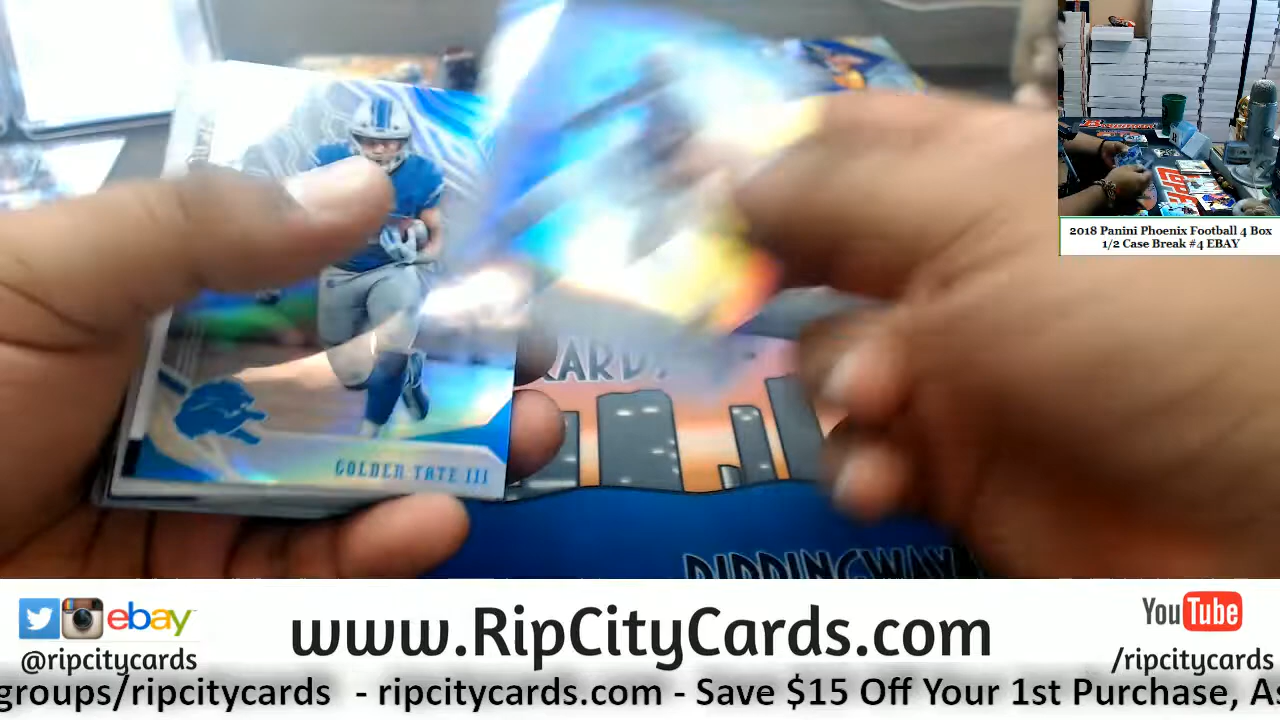 2018 Panini Phoenix Football 4 Box
1/2 Case Break #4 EBAY
GOLDEN TATE III
ebay
www.RipCityCards.com
YouTube
@ripcitycards
/ripcitycards
groups/ripcitycards - ripcitycards.com - Save $15 Off Your 1st Purchase, As